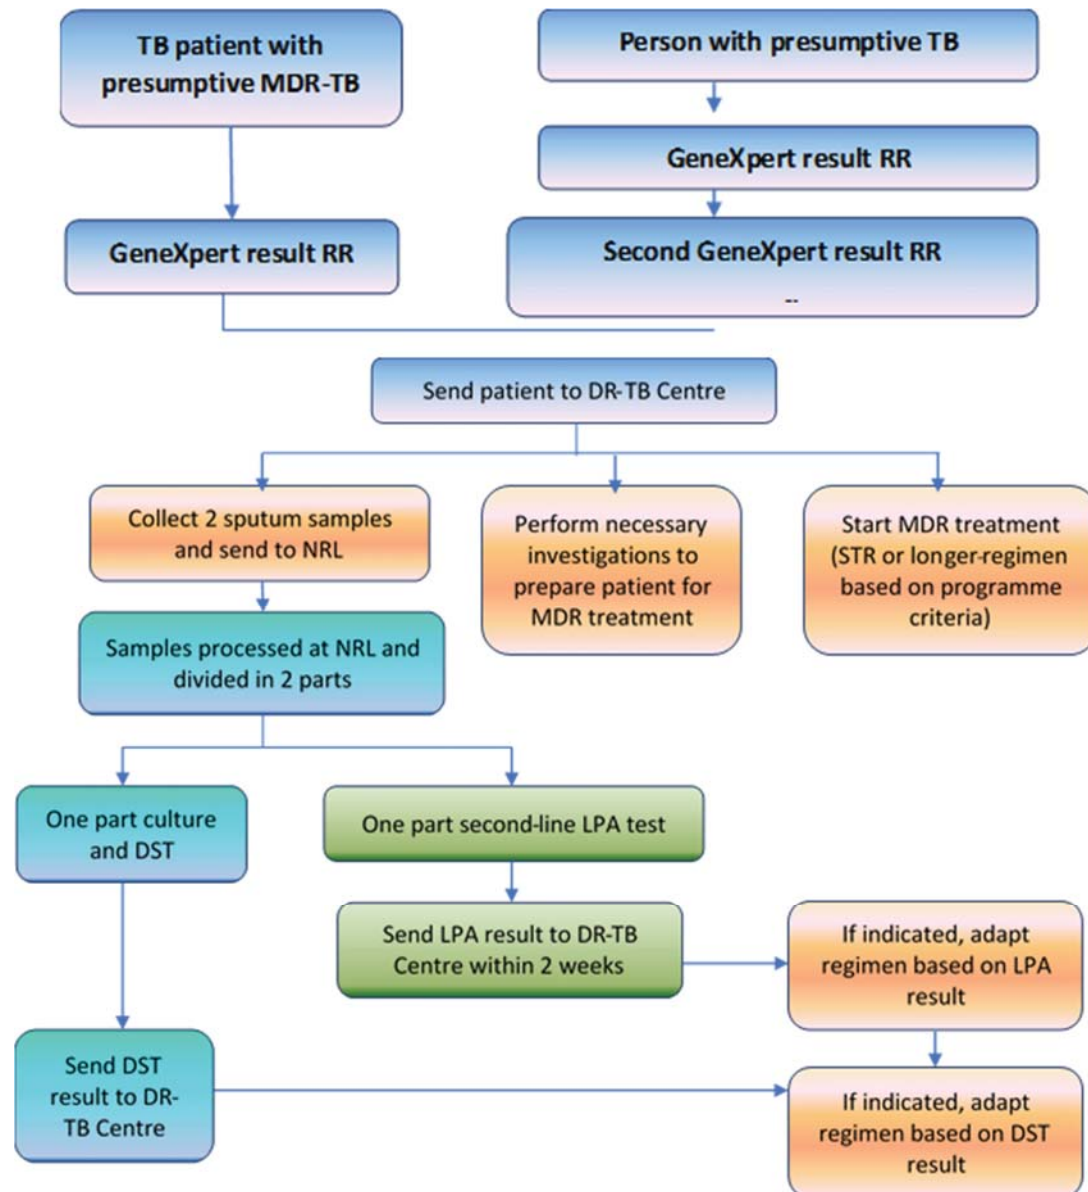 TB patient with
presumptive MDR-TB
Person with presumptive TB
GeneXpert result RR
GeneXpert result RR
Second GeneXpert result RR
--
Send patient to DR-TB Centre
Collect 2 sputum samples
and send to NRL
Perform necessary
investigations to
prepare patient for
MDR treatment
Start MDR treatment
(STR or longer-regimen
based on programme
criteria)
Samples processed at NRL and
divided in 2 parts
One part culture
and DST
One part second-line LPA test
Send LPA result to DR-TB
Centre within 2 weeks
If indicated, adapt
regimen based on LPA
result
Send DST
result to DR-
TB Centre
If indicated, adapt
regimen based on DST
result